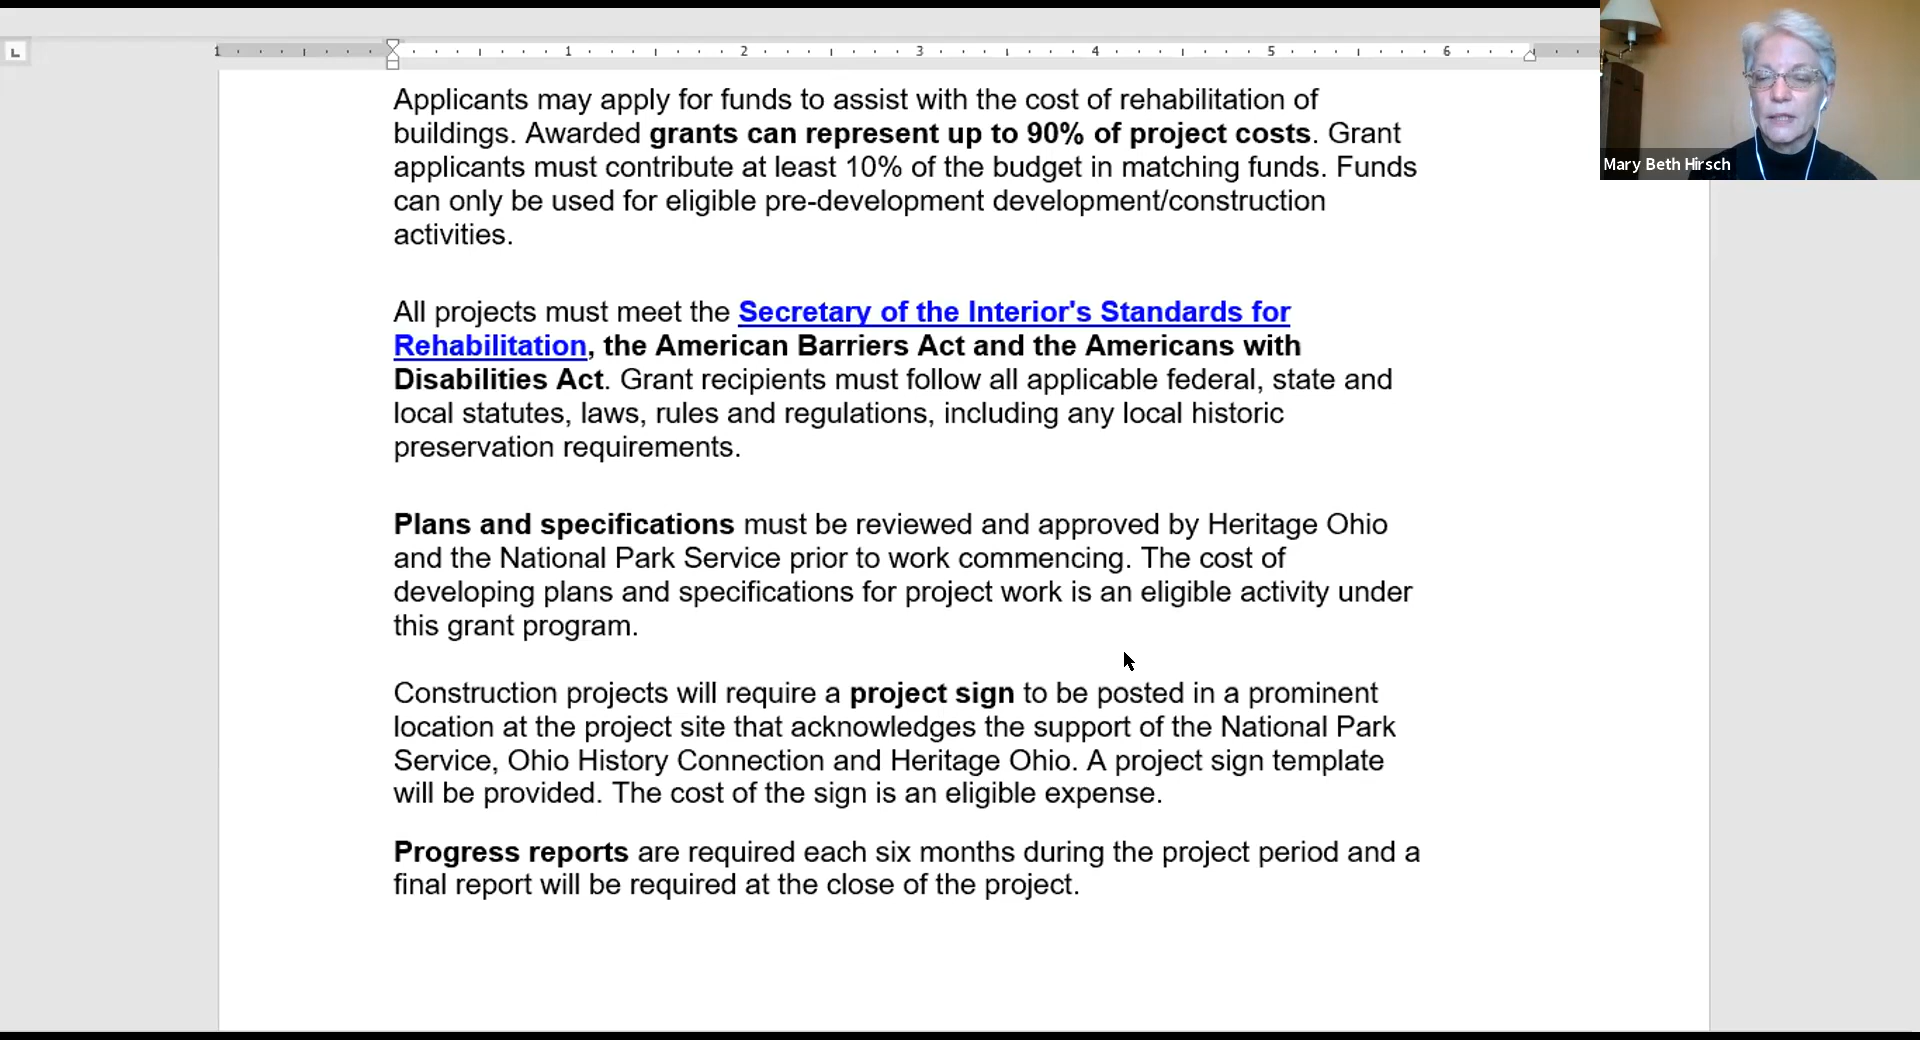 1 1 2 3 4 5 6
Applicants may apply for funds to assist with the cost of rehabilitation of
buildings. Awarded grants can represent up to 90% of project costs. Grant
applicants must contribute at least 10% of the budget in matching funds. Funds
can only be used for eligible pre-development development/construction
activities.
All projects must meet the Secretary of the Interior's Standards for
Rehabilitation, the American Barriers Act and the Americans with
Disabilities Act. Grant recipients must follow all applicable federal, state and
local statutes, laws, rules and regulations, including any local historic
preservation requirements.
Plans and specifications must be reviewed and approved by Heritage Ohio
and the National Park Service prior to work commencing. The cost of
developing plans and specifications for project work is an eligible activity under
this grant program.
Construction projects will require a project sign to be posted in a prominent
location at the project site that acknowledges the support of the National Park
Service, Ohio History Connection and Heritage Ohio. A project sign template
will be provided. The cost of the sign is an eligible expense.
Progress reports are required each six months during the project period and a
final report will be required at the close of the project.
Mary Beth Hirsch